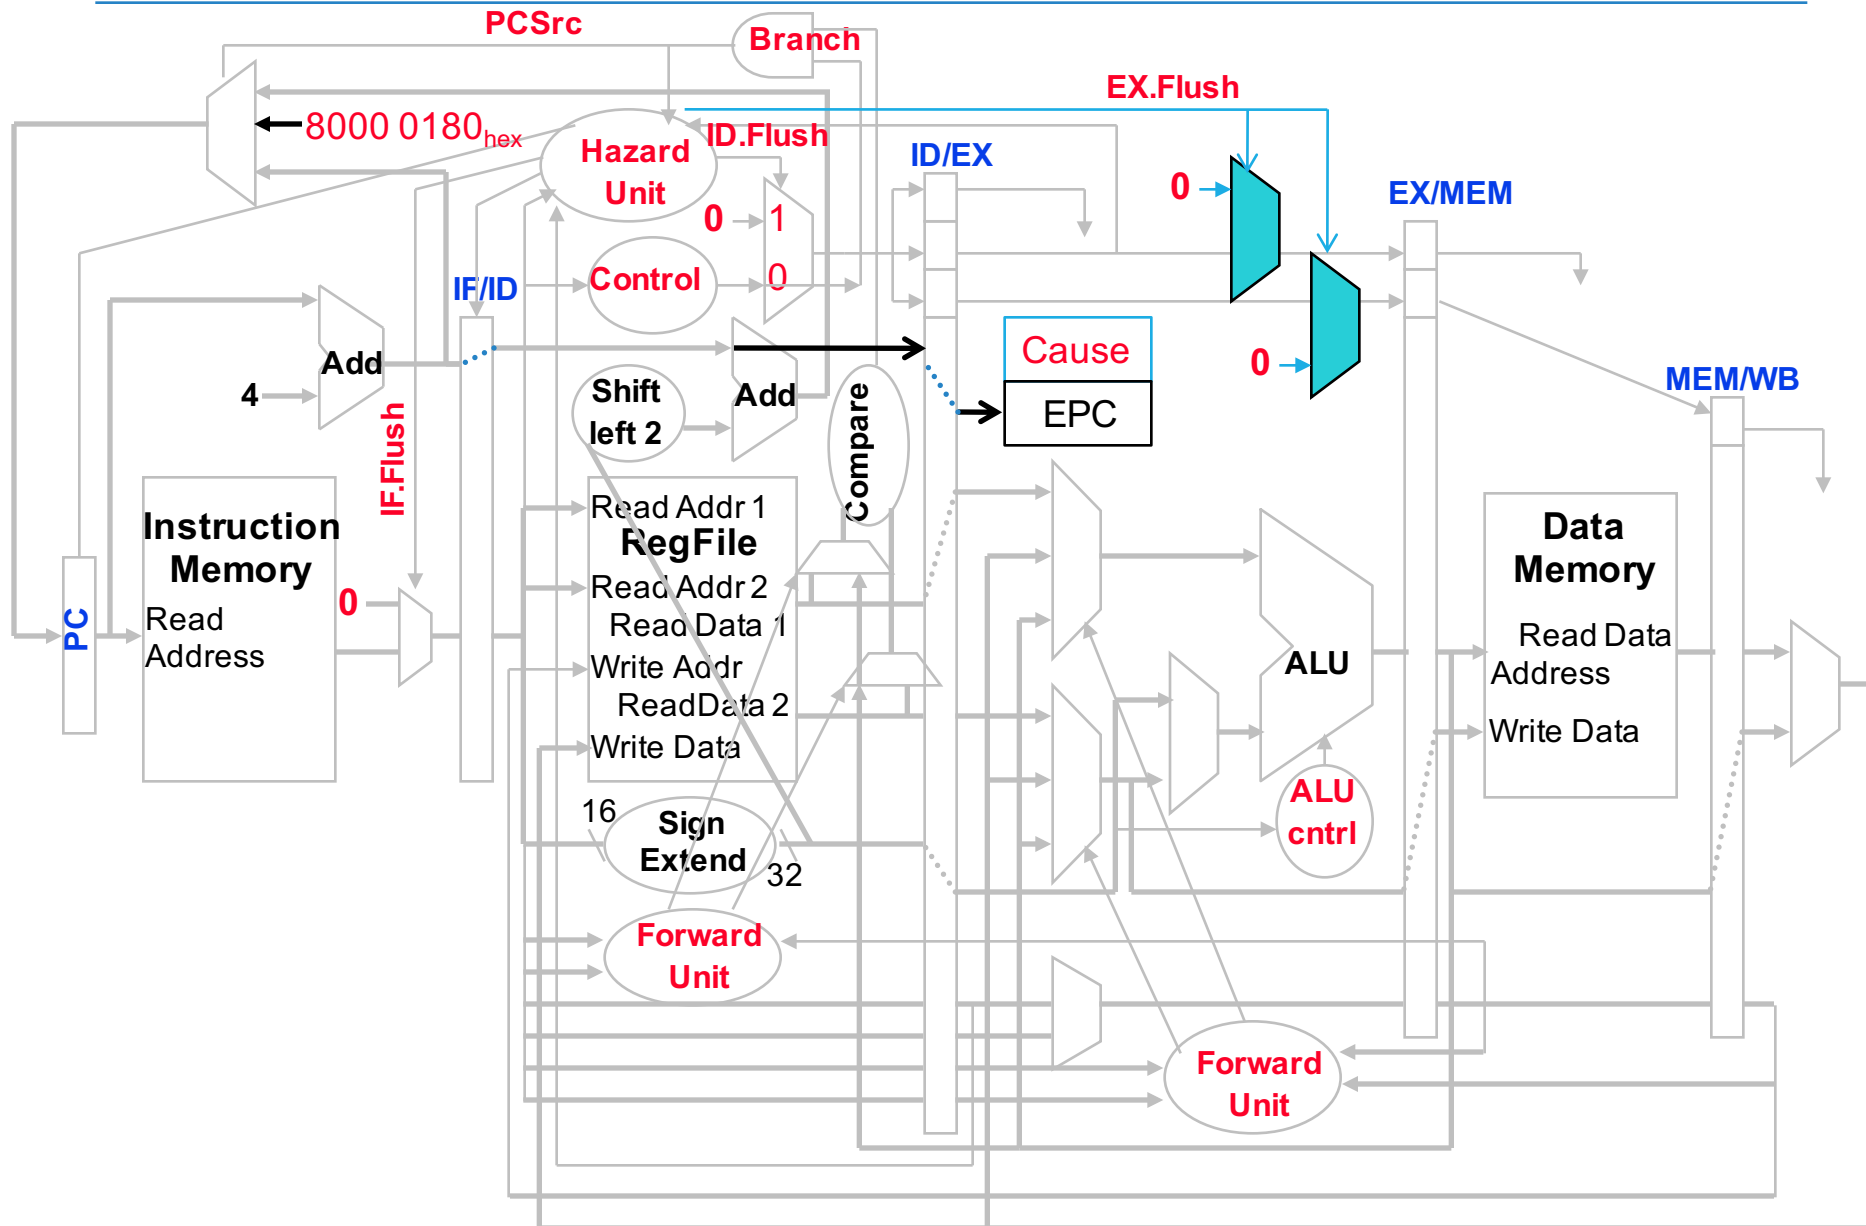 PCSrc
Branch
EX.Flush
8000 0180hex
ID.Flush
Hazard
Unit
ID/EX
0
EX/MEM
0
1
Control
0
IF/ID
Cause
0
Add
4
Shift
left 2
Add
EPC
MEM/WB
IF.Flush
Compare
Instruction
Memory
Read
Address
PC
0
Read Addr 1
RegFile
Read Addr 2
Read Data 1
Write Addr
ReadData 2
Write Data
ALU
Data
Memory
Read Data
Address
Write Data
16
Sign
Extend
32
ALU
cntrl
Forward
Unit
Forward
Unit